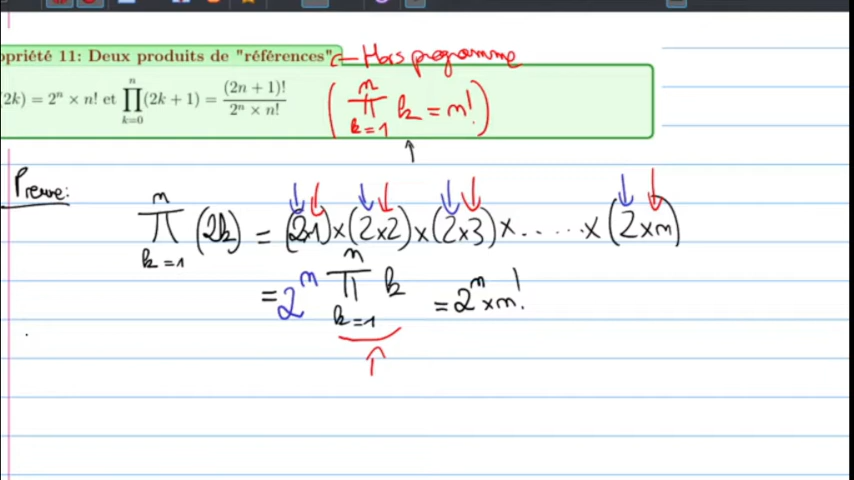 opriété 11: Deux produits de "références" ← Hors programme
(2k) = 2^n × n! et ∏_{k=0}^{n} (2k + 1) = (2n + 1)! / (2^n × n!) ( ∏_{k=1}^{n} k = n! )
Preuve:
∏_{k=1}^{n} (2k) = (2×1) × (2×2) × (2×3) × ...... × (2×n)
= 2^n ∏_{k=1}^{n} k = 2^n × n!